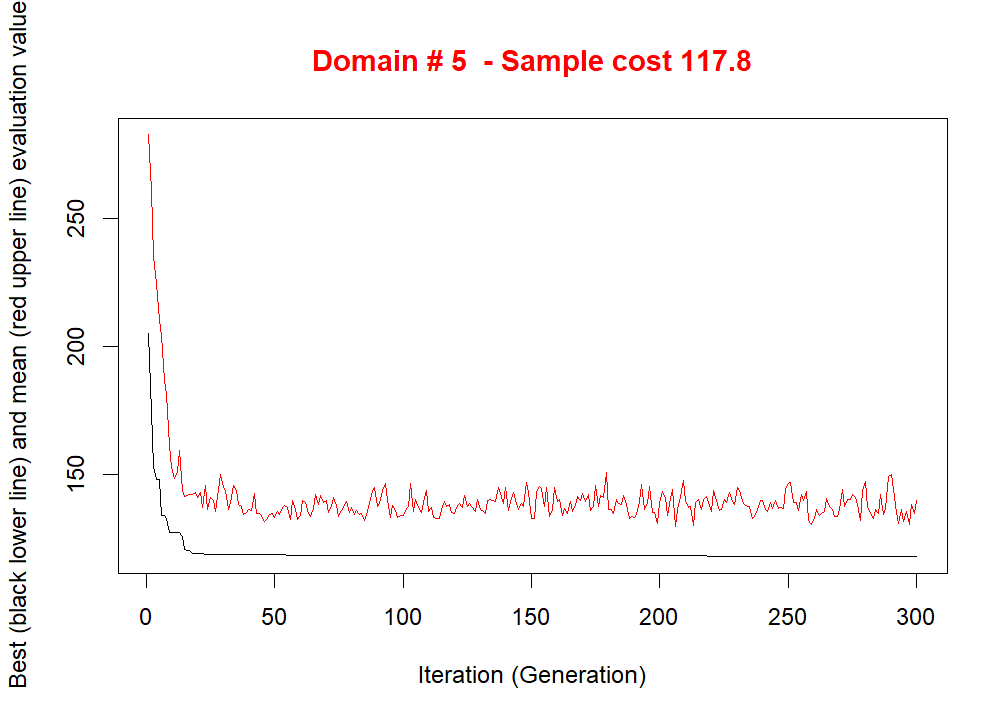 Domain # 5  - Sample cost 117.8
Best (black lower line) and mean (red upper line) evaluation value
250
200
150
0 50 100 150 200 250 300
Iteration (Generation)